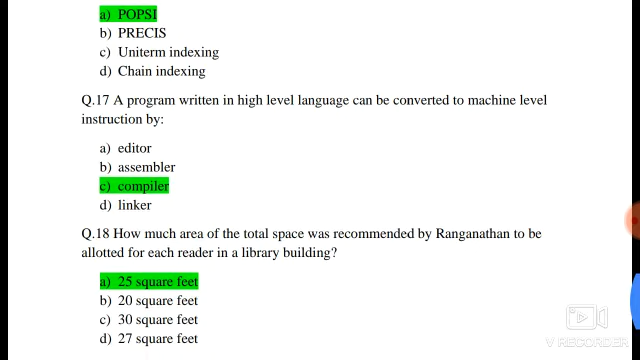 a) POPSI
b) PRECIS
c) Uniterm indexing
d) Chain indexing
Q.17 A program written in high level language can be converted to machine level
instruction by:
a) editor
b) assembler
c) compiler
d) linker
Q.18 How much area of the total space was recommended by Ranganathan to be
allotted for each reader in a library building?
a) 25 square feet
b) 20 square feet
c) 30 square feet
d) 27 square feet
V RECORDER